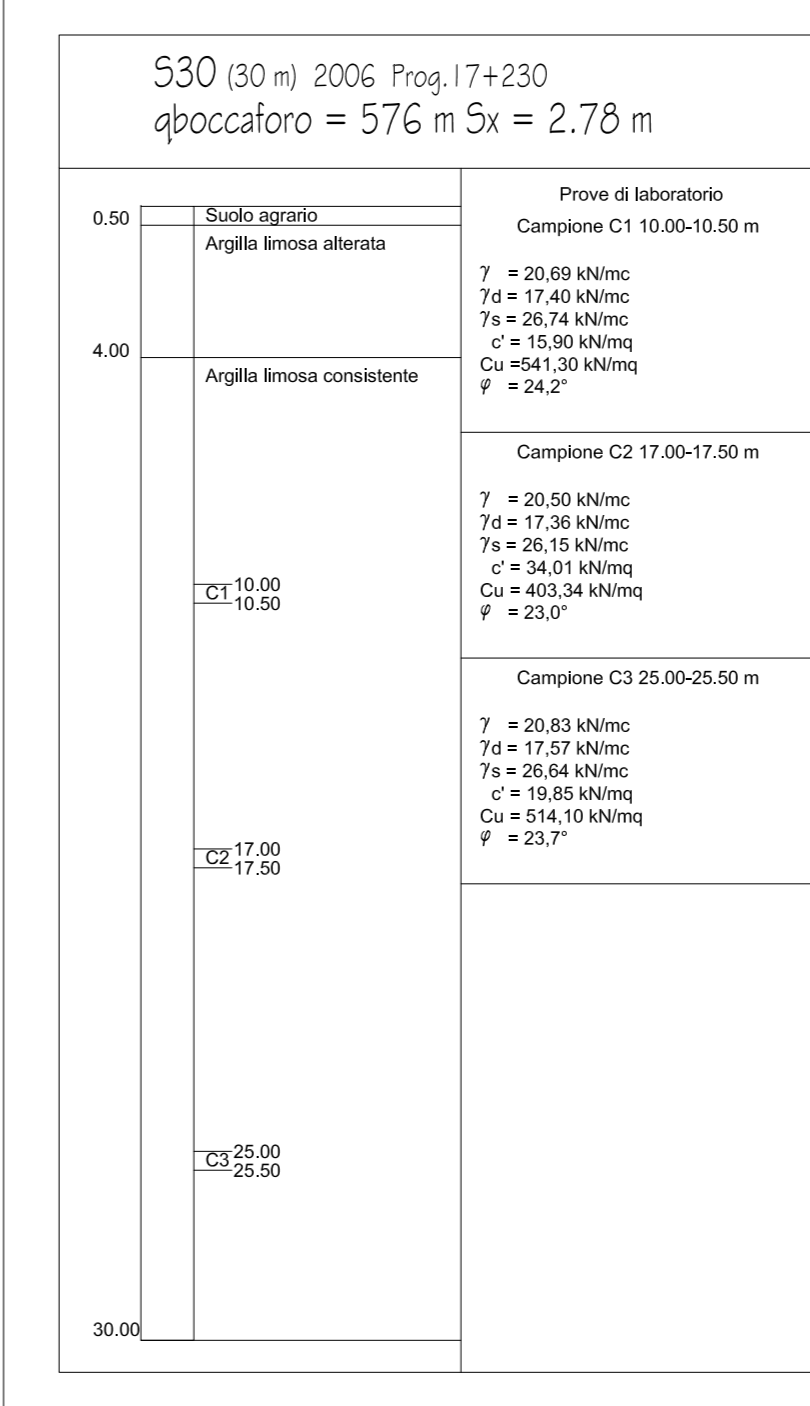 S30 (30 m) 2006 Prog.17+230
qboccaforo = 576 m Sx = 2.78 m
0.50
Suolo agrario
Argilla limosa alterata
4.00
Argilla limosa consistente
C1
10.00
10.50
C2
17.00
17.50
C3
25.00
25.50
30.00
Prove di laboratorio
Campione C1 10.00-10.50 m
γ = 20,69 kN/mc
γd = 17,40 kN/mc
γs = 26,74 kN/mc
c' = 15,90 kN/mq
Cu =541,30 kN/mq
φ = 24,2°
Campione C2 17.00-17.50 m
γ = 20,50 kN/mc
γd = 17,36 kN/mc
γs = 26,15 kN/mc
c' = 34,01 kN/mq
Cu = 403,34 kN/mq
φ = 23,0°
Campione C3 25.00-25.50 m
γ = 20,83 kN/mc
γd = 17,57 kN/mc
γs = 26,64 kN/mc
c' = 19,85 kN/mq
Cu = 514,10 kN/mq
φ = 23,7°